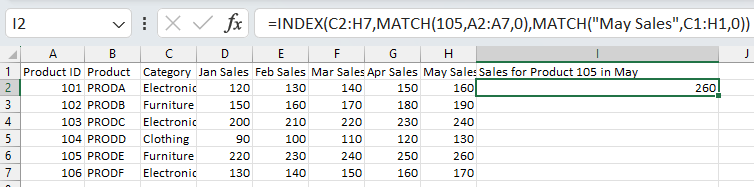 I2 fx =INDEX(C2:H7,MATCH(105,A2:A7,0),MATCH("May Sales",C1:H1,0))
A B C D E F G H I J
1 Product ID Product Category Jan Sales Feb Sales Mar Sales Apr Sales May Sales Sales for Product 105 in May
2 101 PRODA Electronic 120 130 140 150 160 260
3 102 PRODB Furniture 150 160 170 180 190
4 103 PRODC Electronic 200 210 220 230 240
5 104 PRODD Clothing 90 100 110 120 130
6 105 PRODE Furniture 220 230 240 250 260
7 106 PRODF Electronic 130 140 150 160 170